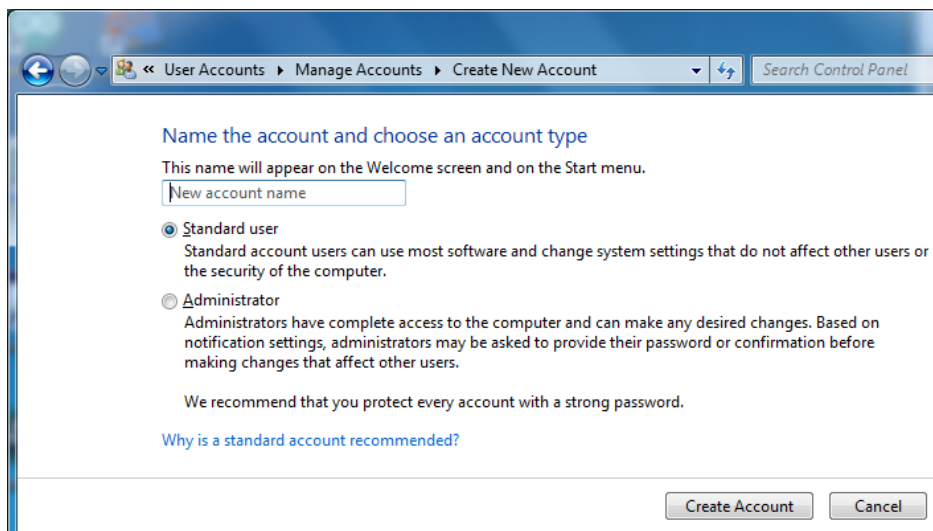 « User Accounts ▸ Manage Accounts ▸ Create New Account
Search Control Panel
Name the account and choose an account type
This name will appear on the Welcome screen and on the Start menu.
New account name
Standard user
Standard account users can use most software and change system settings that do not affect other users or
the security of the computer.
Administrator
Administrators have complete access to the computer and can make any desired changes. Based on
notification settings, administrators may be asked to provide their password or confirmation before
making changes that affect other users.
We recommend that you protect every account with a strong password.
Why is a standard account recommended?
Create Account
Cancel